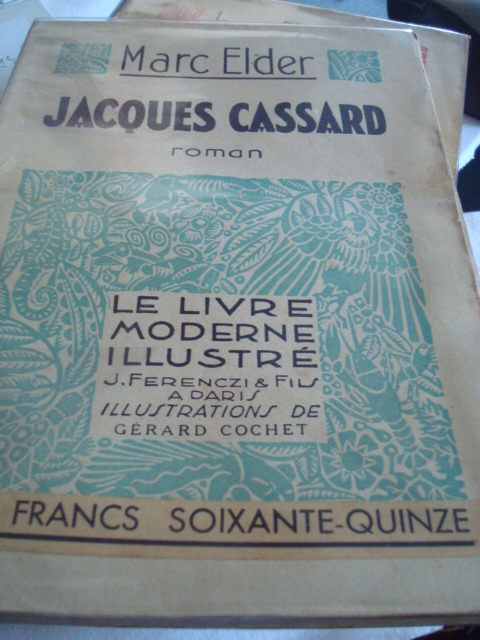 Marc Elder
JACQUES CASSARD
roman
LE LIVRE
MODERNE
ILLUSTRÉ
J. FERENCZI & FILS
A PARIS
ILLUSTRATIONS DE
GÉRARD COCHET
FRANCS SOIXANTE-QUINZE